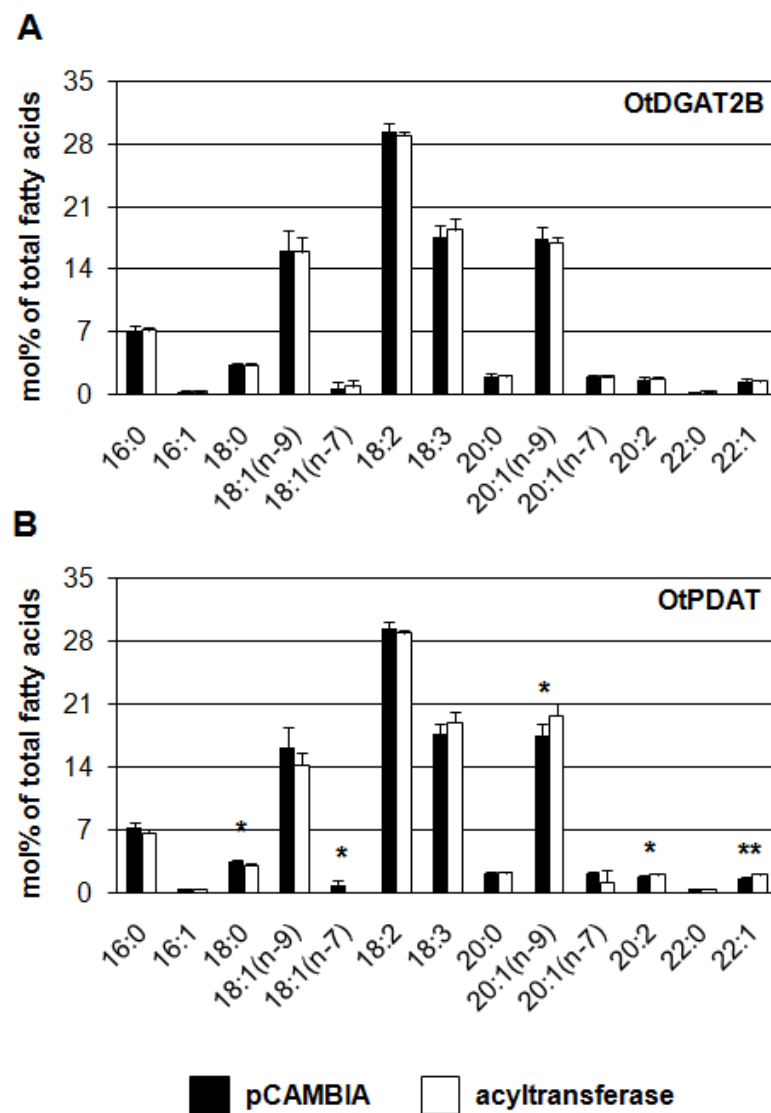 A
mol% of total fatty acids
35
28
21
14
7
0
OtDGAT2B
16:0
16:1
18:0
18:1(n-9)
18:1(n-7)
18:2
18:3
20:0
20:1(n-9)
20:1(n-7)
20:2
22:0
22:1
B
mol% of total fatty acids
35
28
21
14
7
0
OtPDAT
*
*
*
*
**
16:0
16:1
18:0
18:1(n-9)
18:1(n-7)
18:2
18:3
20:0
20:1(n-9)
20:1(n-7)
20:2
22:0
22:1
pCAMBIA
acyltransferase